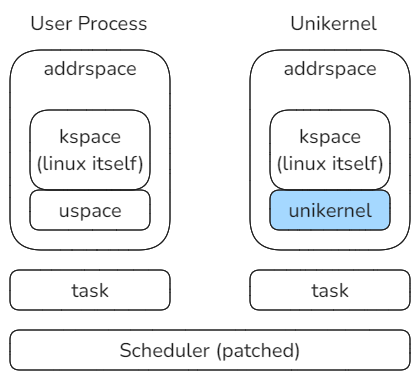 User Process
Unikernel
addrspace
addrspace
kspace
(linux itself)
kspace
(linux itself)
uspace
unikernel
task
task
Scheduler (patched)